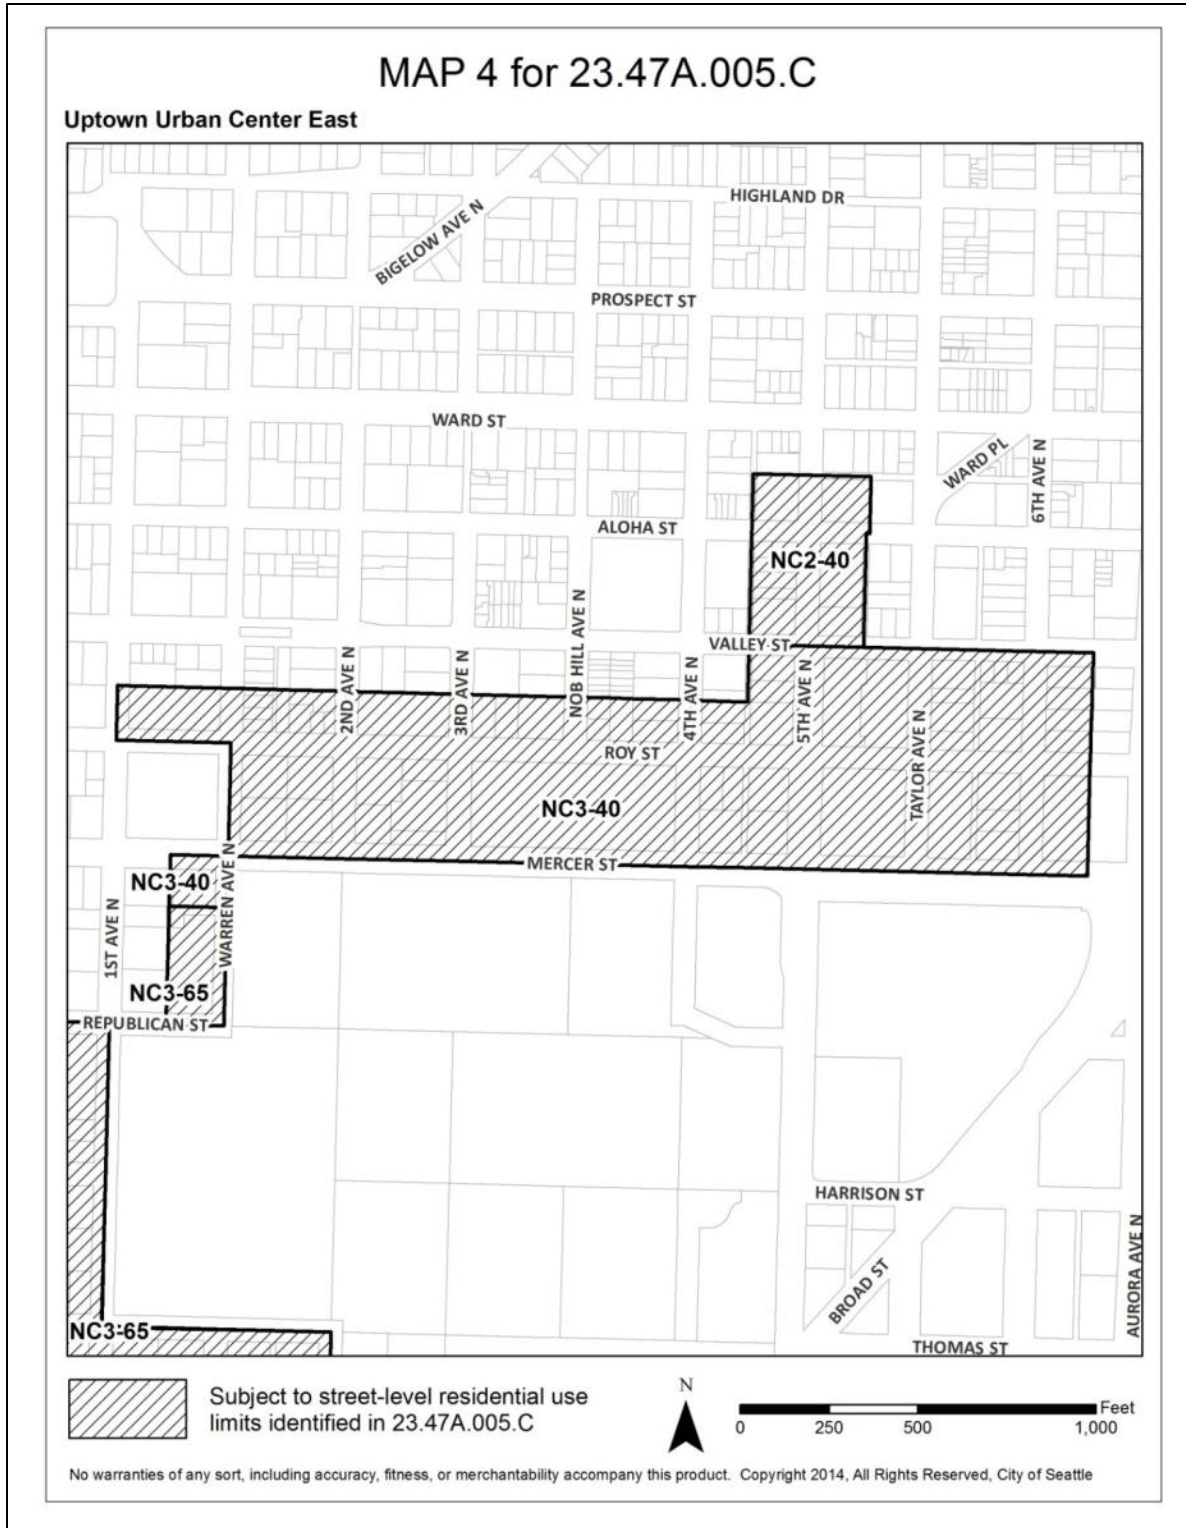 MAP 4 for 23.47A.005.C
Uptown Urban Center East
HIGHLAND DR
BIGELOW AVE N
PROSPECT ST
WARD ST
WARD PL
6TH AVE N
ALOHA ST
NC2-40
NOB HILL AVE N
VALLEY ST
2ND AVE N
3RD AVE N
4TH AVE N
5TH AVE N
TAYLOR AVE N
ROY ST
NC3-40
MERCER ST
NC3-40
WARREN AVE N
1ST AVE N
NC3-65
REPUBLICAN ST
HARRISON ST
BROAD ST
AURORA AVE N
NC3-65
THOMAS ST
Subject to street-level residential use
limits identified in 23.47A.005.C
N
Feet
0 250 500 1,000
No warranties of any sort, including accuracy, fitness, or merchantability accompany this product. Copyright 2014, All Rights Reserved, City of Seattle